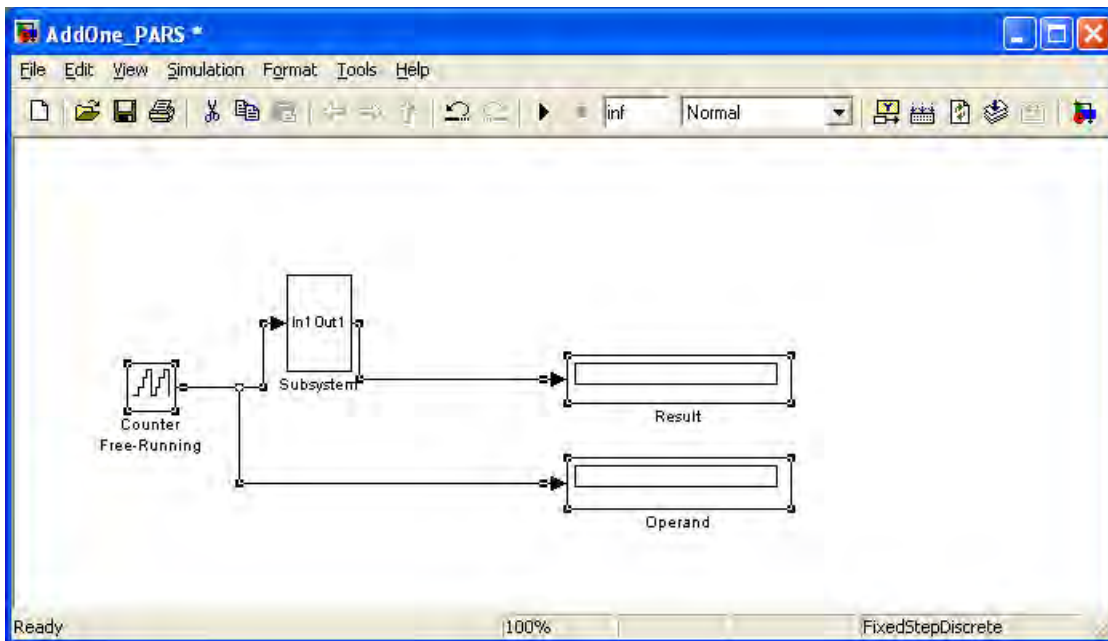 AddOne_PARS *
File Edit View Simulation Format Tools Help
inf Normal
In1 Out1
Subsystem
Counter
Free-Running
Result
Operand
Ready 100% FixedStepDiscrete